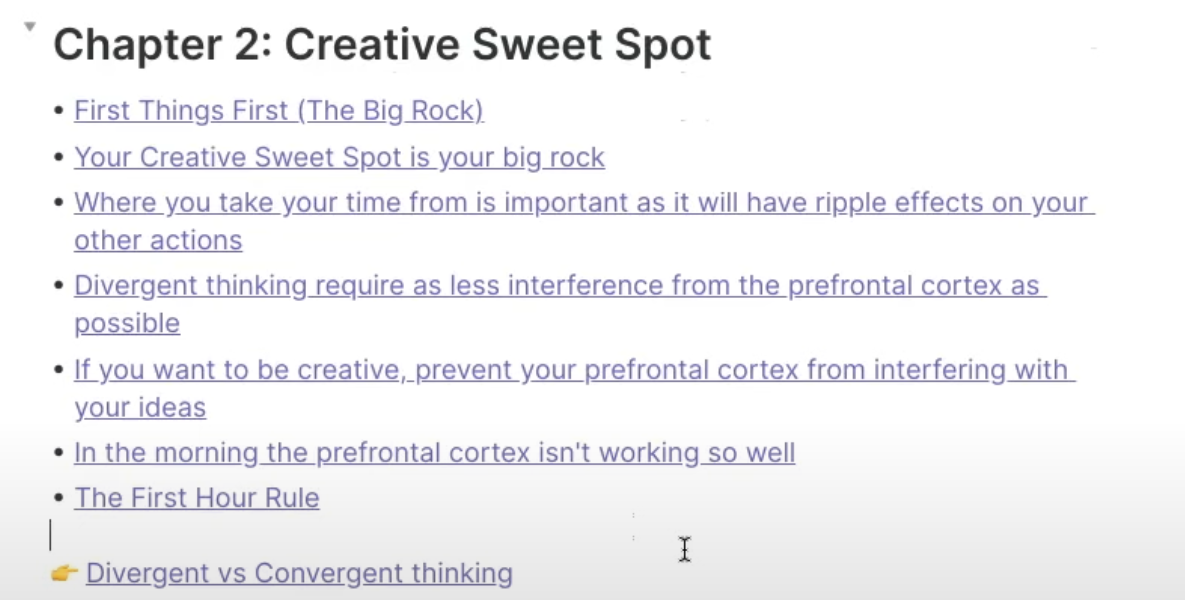 Chapter 2: Creative Sweet Spot
• First Things First (The Big Rock)
• Your Creative Sweet Spot is your big rock
• Where you take your time from is important as it will have ripple effects on your
other actions
• Divergent thinking require as less interference from the prefrontal cortex as
possible
• If you want to be creative, prevent your prefrontal cortex from interfering with
your ideas
• In the morning the prefrontal cortex isn't working so well
• The First Hour Rule
👉 Divergent vs Convergent thinking